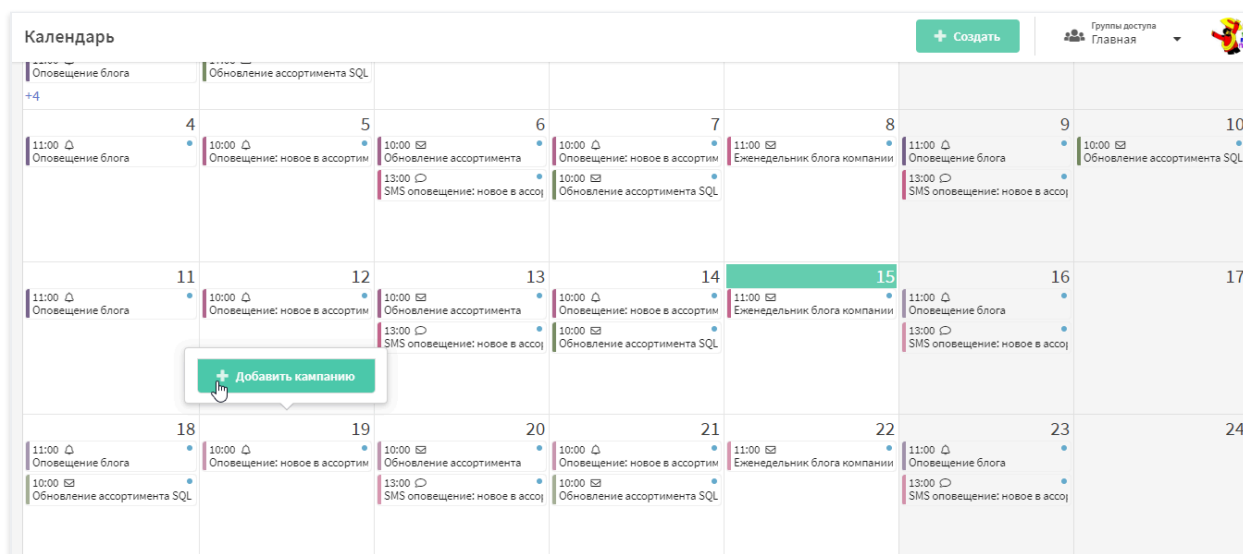 Календарь
+ Создать
Группы доступа
Главная
Оповещение блога
Обновление ассортимента SQL
+4
4
5
6
7
8
9
10
11:00
Оповещение блога
10:00
Оповещение: новое в ассортим
10:00
Обновление ассортимента
10:00
Оповещение: новое в ассортим
11:00
Еженедельник блога компании
11:00
Оповещение блога
10:00
Обновление ассортимента SQL
13:00
SMS оповещение: новое в ассор
10:00
Обновление ассортимента SQL
13:00
SMS оповещение: новое в ассор
11
12
13
14
15
16
17
11:00
Оповещение блога
10:00
Оповещение: новое в ассортим
10:00
Обновление ассортимента
10:00
Оповещение: новое в ассортим
11:00
Еженедельник блога компании
11:00
Оповещение блога
13:00
SMS оповещение: новое в ассор
10:00
Обновление ассортимента SQL
13:00
SMS оповещение: новое в ассор
+ Добавить кампанию
18
19
20
21
22
23
24
11:00
Оповещение блога
10:00
Оповещение: новое в ассортим
10:00
Обновление ассортимента
10:00
Оповещение: новое в ассортим
11:00
Еженедельник блога компании
11:00
Оповещение блога
10:00
Обновление ассортимента SQL
13:00
SMS оповещение: новое в ассор
10:00
Обновление ассортимента SQL
13:00
SMS оповещение: новое в ассор